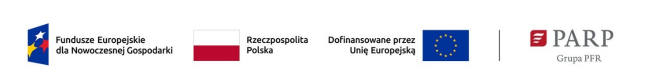 Fundusze Europejskie
dla Nowoczesnej Gospodarki
Rzeczpospolita
Polska
Dofinansowane przez
Unię Europejską
PARP
Grupa PFR